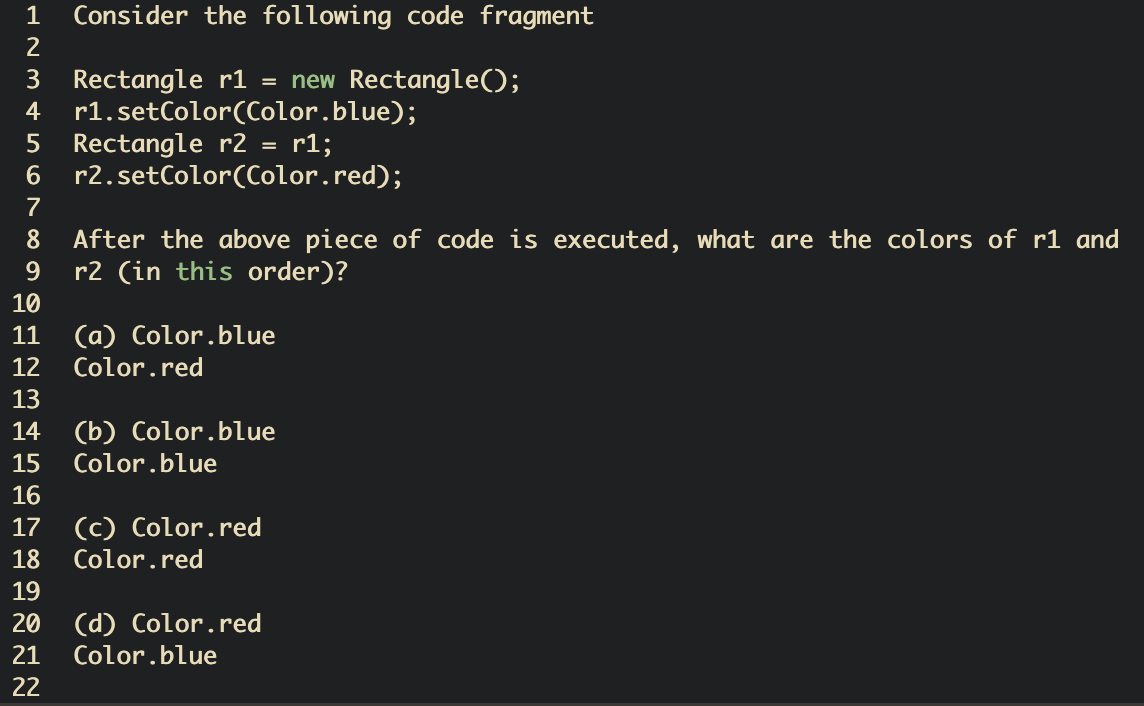 1 Consider the following code fragment
2
3 Rectangle r1 = new Rectangle();
4 r1.setColor(Color.blue);
5 Rectangle r2 = r1;
6 r2.setColor(Color.red);
7
8 After the above piece of code is executed, what are the colors of r1 and
9 r2 (in this order)?
10
11 (a) Color.blue
12 Color.red
13
14 (b) Color.blue
15 Color.blue
16
17 (c) Color.red
18 Color.red
19
20 (d) Color.red
21 Color.blue
22